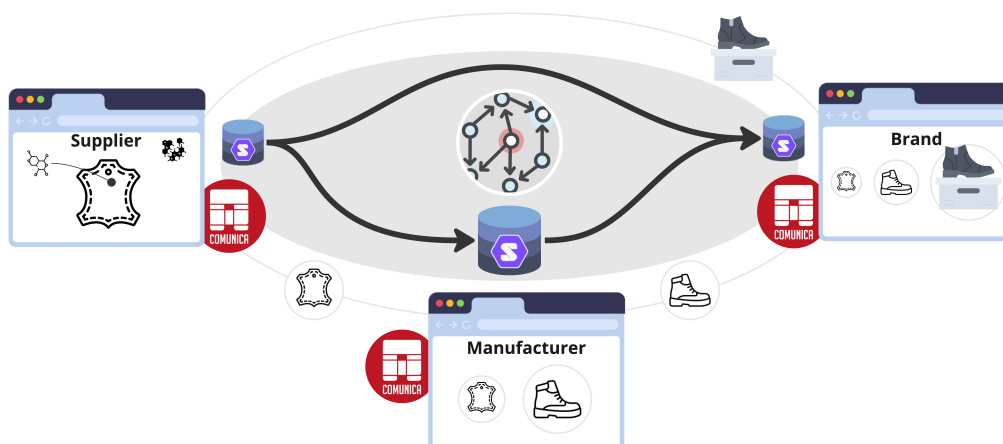 Supplier
Brand
COMUNICA
COMUNICA
Manufacturer
COMUNICA